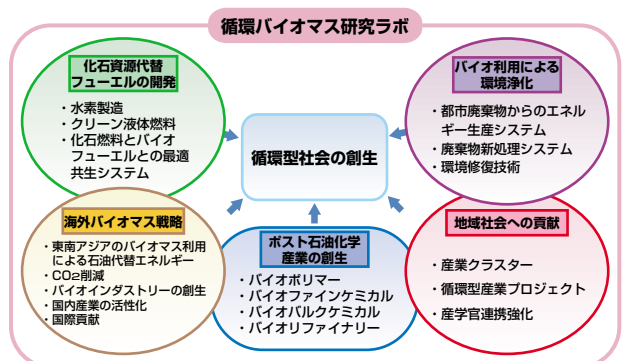 循環バイオマス研究ラボ
化石資源代替
フューエルの開発
・水素製造
・クリーン液体燃料
・化石燃料とバイオ
フューエルとの最適
共生システム
バイオ利用による
環境浄化
・都市廃棄物からのエネル
ギー生産システム
・廃棄物新処理システム
・環境修復技術
循環型社会の創生
海外バイオマス戦略
・東南アジアのバイオマス利用
による石油代替エネルギー
・CO2削減
・バイオインダストリーの創生
・国内産業の活性化
・国際貢献
ポスト石油化学
産業の創生
・バイオポリマー
・バイオファインケミカル
・バイオバルクケミカル
・バイオリファイナリー
地域社会への貢献
・産業クラスター
・循環型産業プロジェクト
・産学官連携強化